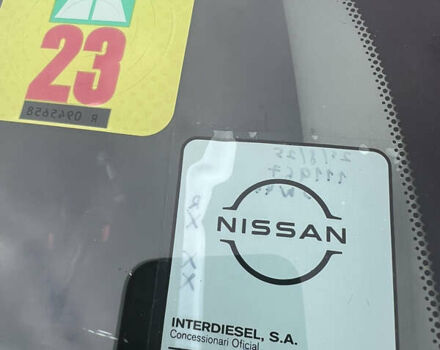 23
R 0945658
NISSAN
INTERDIESEL, S.A.
Concessionari Oficial